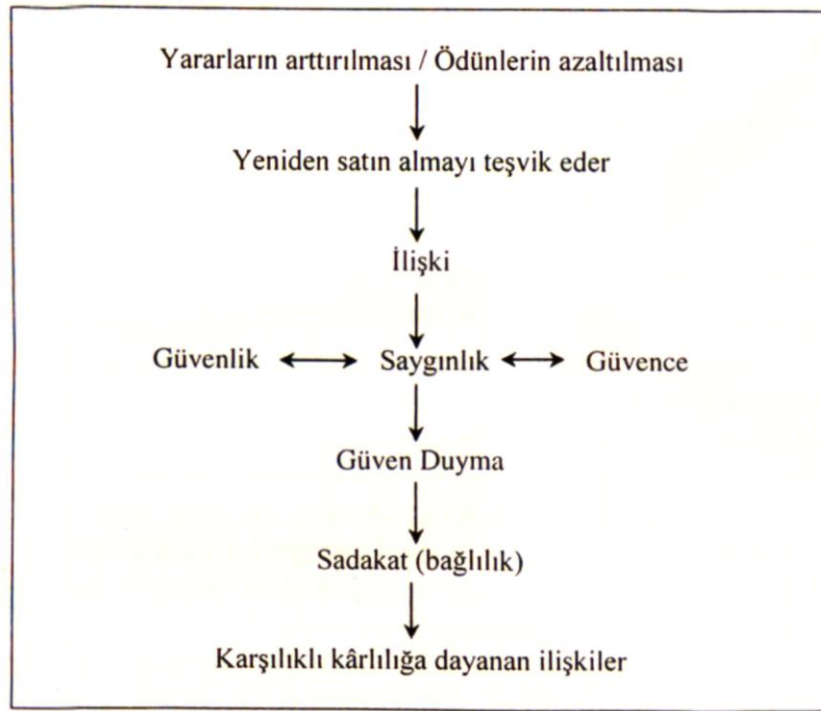 Yararların arttırılması / Ödünlerin azaltılması
Yeniden satın almayı teşvik eder
İlişki
Güvenlik Saygınlık Güvence
Güven Duyma
Sadakat (bağlılık)
Karşılıklı kârlılığa dayanan ilişkiler